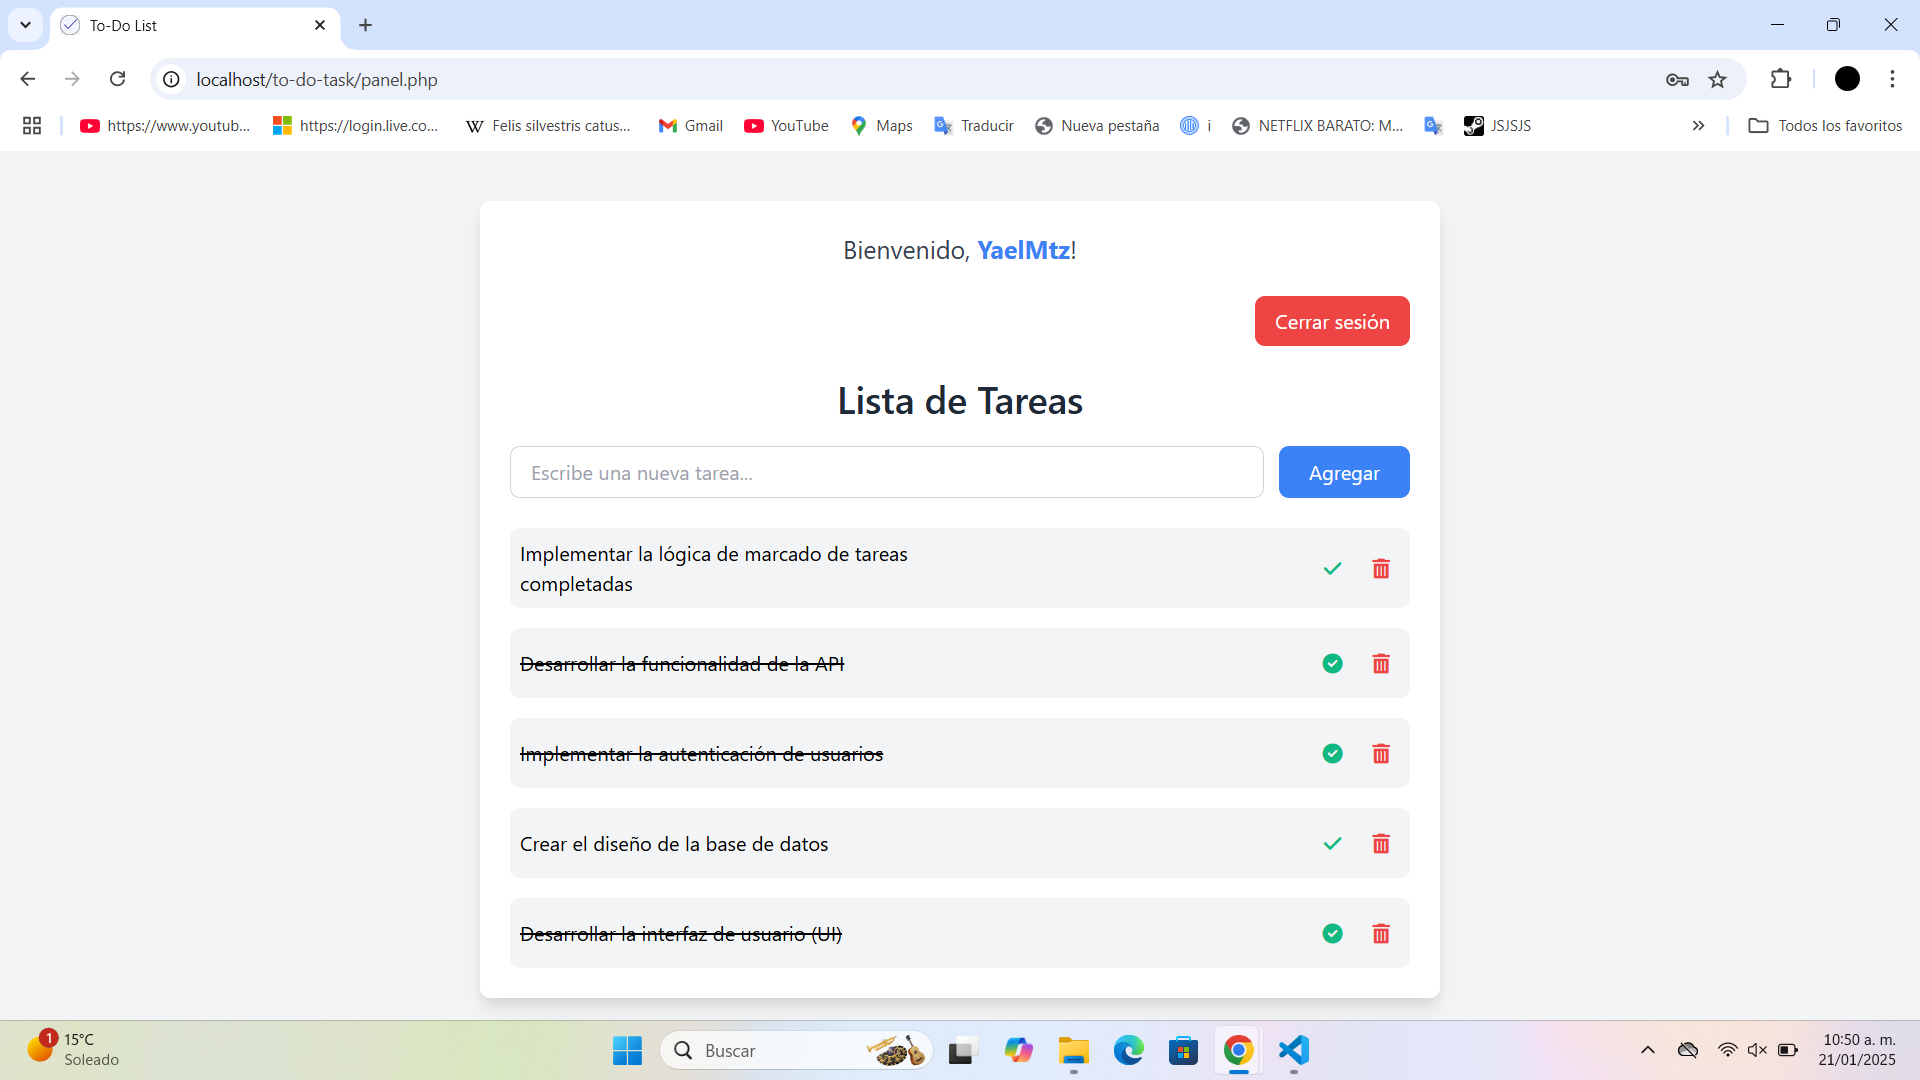 To-Do List
localhost/to-do-task/panel.php
https://www.youtub...
https://login.live.co...
W Felis silvestris catus...
Gmail
YouTube
Maps
Traducir
Nueva pestaña
i
NETFLIX BARATO: M...
JSJSJS
Todos los favoritos
Bienvenido, YaelMtz!
Cerrar sesión
Lista de Tareas
Escribe una nueva tarea...
Agregar
Implementar la lógica de marcado de tareas
completadas
Desarrollar la funcionalidad de la API
Implementar la autenticación de usuarios
Crear el diseño de la base de datos
Desarrollar la interfaz de usuario (UI)
1
15°C
Soleado
Buscar
10:50 a. m.
21/01/2025